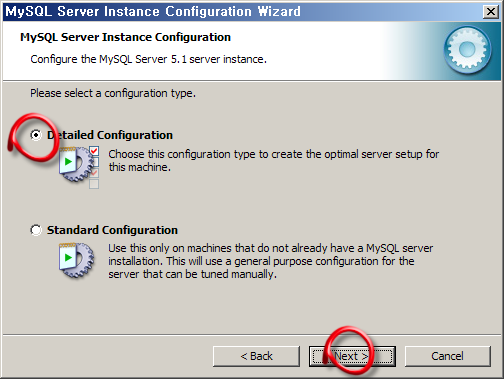 MySQL Server Instance Configuration Wizard
MySQL Server Instance Configuration
Configure the MySQL Server 5.1 server instance.
Please select a configuration type.
Detailed Configuration
Choose this configuration type to create the optimal server setup for
this machine.
Standard Configuration
Use this only on machines that do not already have a MySQL server
installation. This will use a general purpose configuration for the
server that can be tuned manually.
< Back
Next >
Cancel